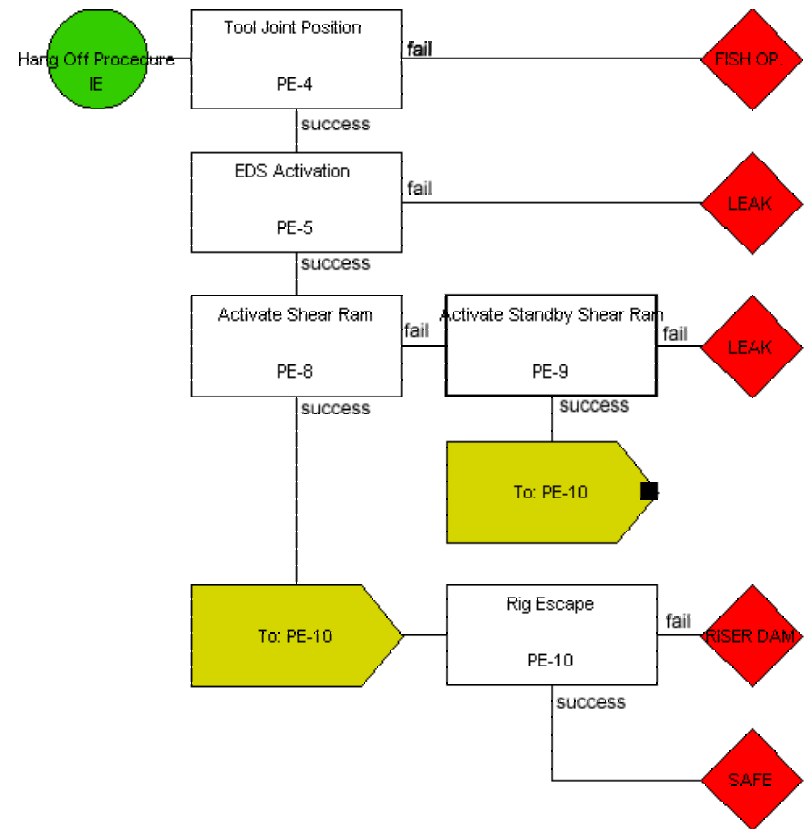 Tool Joint Position
fail
Hang Off Procedure
IE
PE-4
FISH OP.
success
EDS Activation
fail
PE-5
LEAK
success
Activate Shear Ram
fail
Activate Standby Shear Ram
fail
PE-8
PE-9
LEAK
success
success
To: PE-10
To: PE-10
Rig Escape
fail
PE-10
RISER DAM
success
SAFE